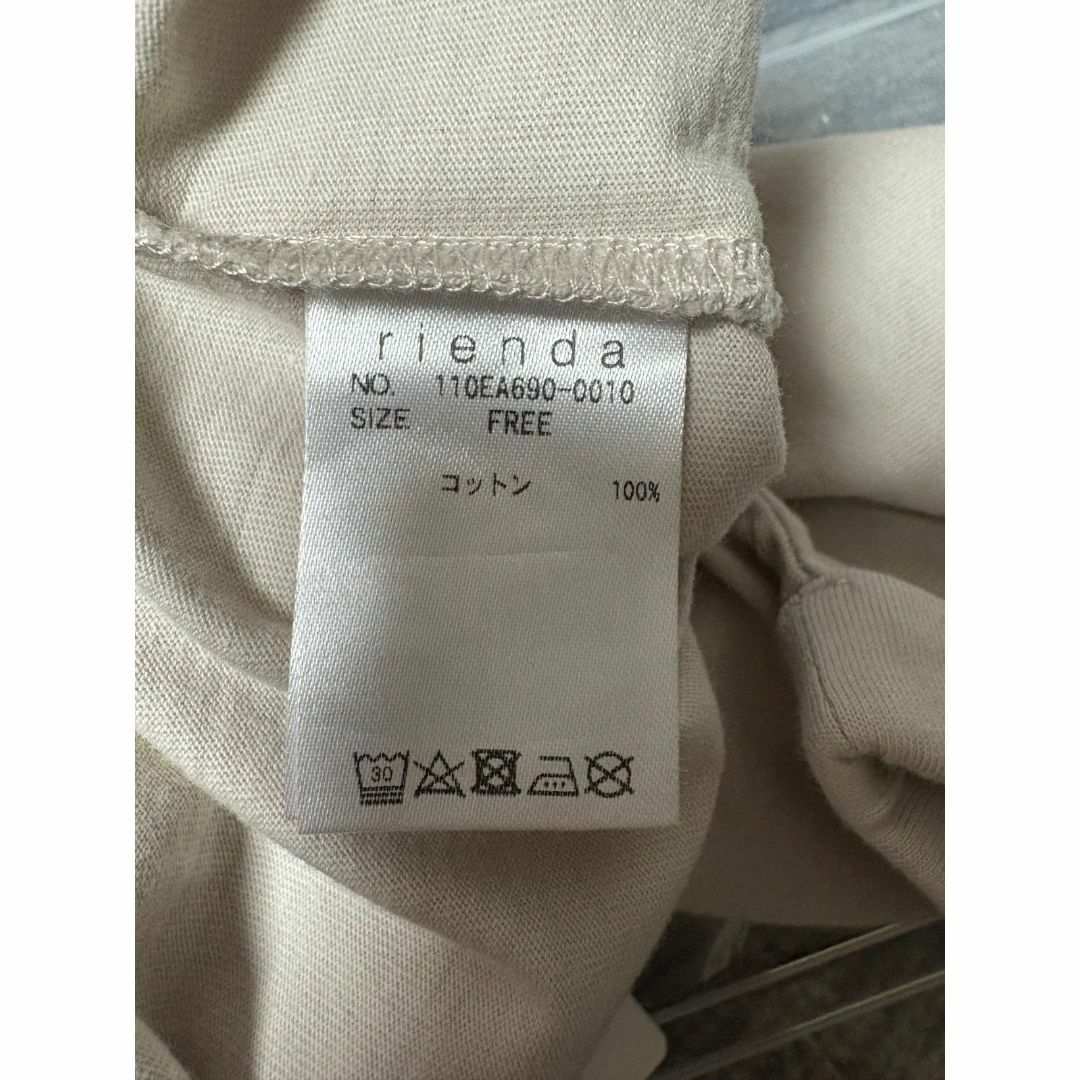 rienda
NO. 110EA690-0010
SIZE FREE
コットン 100%
30